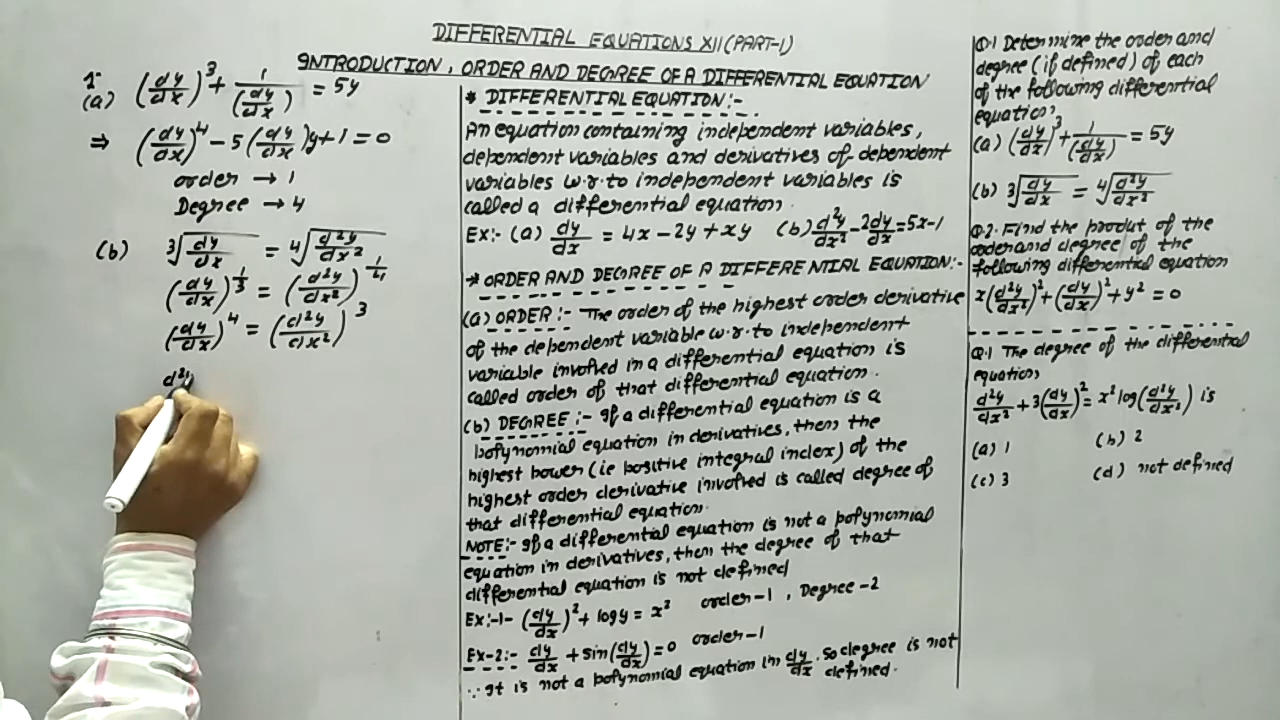 DIFFERENTIAL EQUATIONS XII (PART-1)
INTRODUCTION, ORDER AND DEGREE OF A DIFFERENTIAL EQUATION
1.
(a) (dy/dx)^3 + 1/(dy/dx) = 5y
⇒ (dy/dx)^4 - 5(dy/dx)y + 1 = 0
order → 1
Degree → 4
(b) 3√(dy/dx) = 4√(d²y/dx²)
(dy/dx)^1/3 = (d²y/dx²)^1/4
(dy/dx)^4 = (d²y/dx²)^3
d²y
* DIFFERENTIAL EQUATION:-
An equation containing independent variables,
dependent variables and derivatives of dependent
variables w.r.to independent variables is
called a differential equation.
EX:- (a) dy/dx = 4x - 2y + xy (b) d²y/dx² - 2dy/dx = 5x-1
* ORDER AND DEGREE OF A DIFFERENTIAL EQUATION:-
(a) ORDER:- The order of the highest order derivative
of the dependent variable w.r.to independent
variable involved in a differential equation is
called order of that differential equation.
(b) DEGREE:- If a differential equation is a
polynomial equation in derivatives, then the
highest power (ie positive integral index) of the
highest order derivative involved is called degree of
that differential equation.
NOTE:- If a differential equation is not a polynomial
equation in derivatives, then the degree of that
differential equation is not defined
Ex:-1- (dy/dx)² + logy = x² order-1, Degree-2
Ex-2:- dy/dx + sin(dy/dx) = 0 order-1
∵ It is not a polynomial equation in dy/dx. So degree is not
defined.
Q.1 Determine the order and
degree (if defined) of each
of the following differential
equation,
(a) (dy/dx)^3 + 1/(dy/dx) = 5y
(b) 3√(dy/dx) = 4√(d²y/dx²)
Q.2. Find the produt of the
order and degree of the
following differential equation
x(d²y/dx²)² + (dy/dx)² + y² = 0
Q.1 The degree of the differential
equation,
d²y/dx² + 3(dy/dx)² = x² log(d²y/dx²) is
(a) 1 (b) 2
(c) 3 (d) not defined